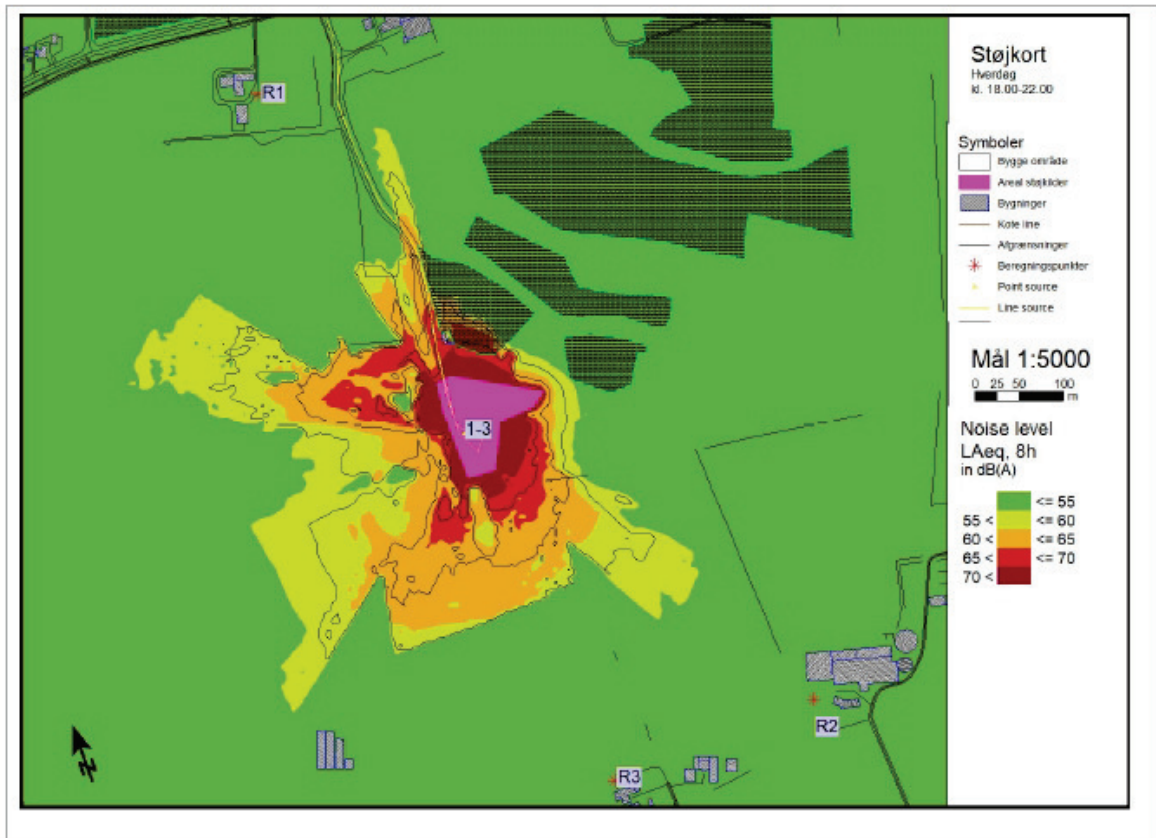 R1
1-3
R2
R3
N
Støjkort
Hverdag
kl. 18.00-22.00
Symboler
Bygge område
Areal støjkilder
Bygninger
Kote line
Afgrænsninger
Beregningspunkter
Point source
Line source
Mål 1:5000
0 25 50 100
m
Noise level
LAeq, 8h
in dB(A)
<= 55
55 < <= 60
60 < <= 65
65 < <= 70
70 <